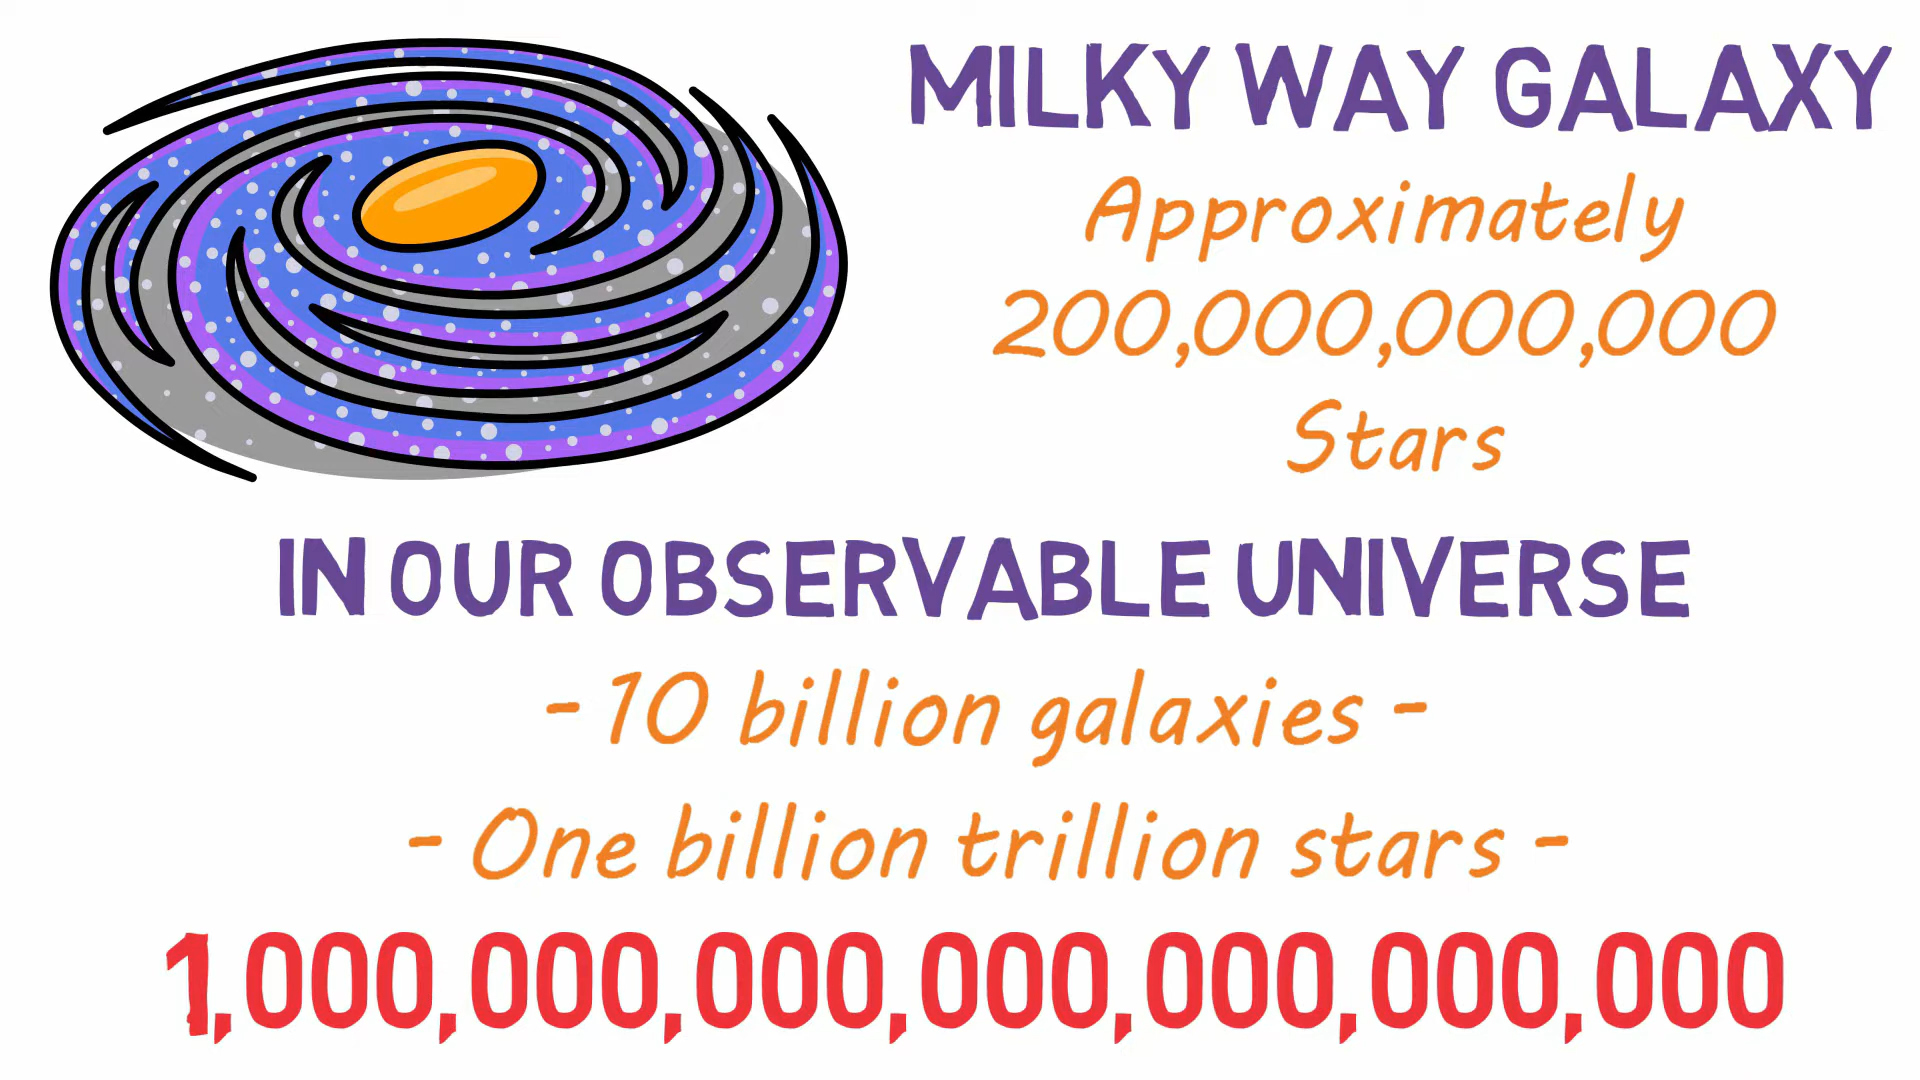 MILKY WAY GALAXY
Approximately
200,000,000,000
Stars
IN OUR OBSERVABLE UNIVERSE
- 10 billion galaxies -
- One billion trillion stars -
1,000,000,000,000,000,000,000